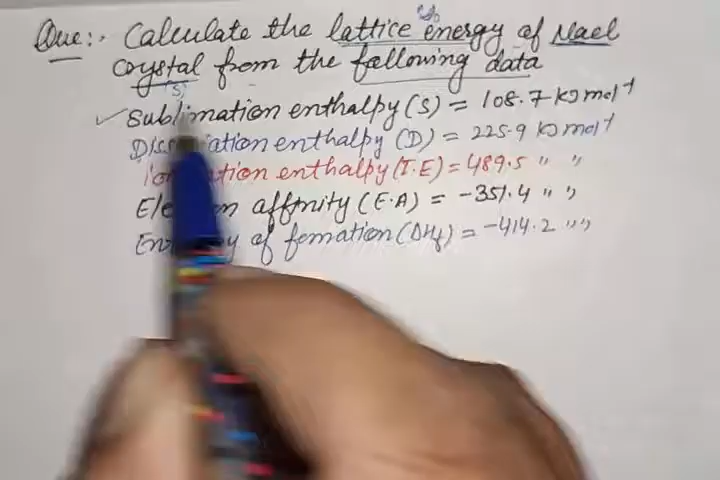 Que:- Calculate the lattice energy of Nacl
crystal from the following data
(s)
✓ Sublimation enthalpy (S) = 108.7 KJ mol-1
enthalpy (D) = 225.9 KJ mol-1
enthalpy (I.E) = 489.5 " "
affinity (E.A) = -351.4 " "
of formation (ΔHf) = -414.2 " "